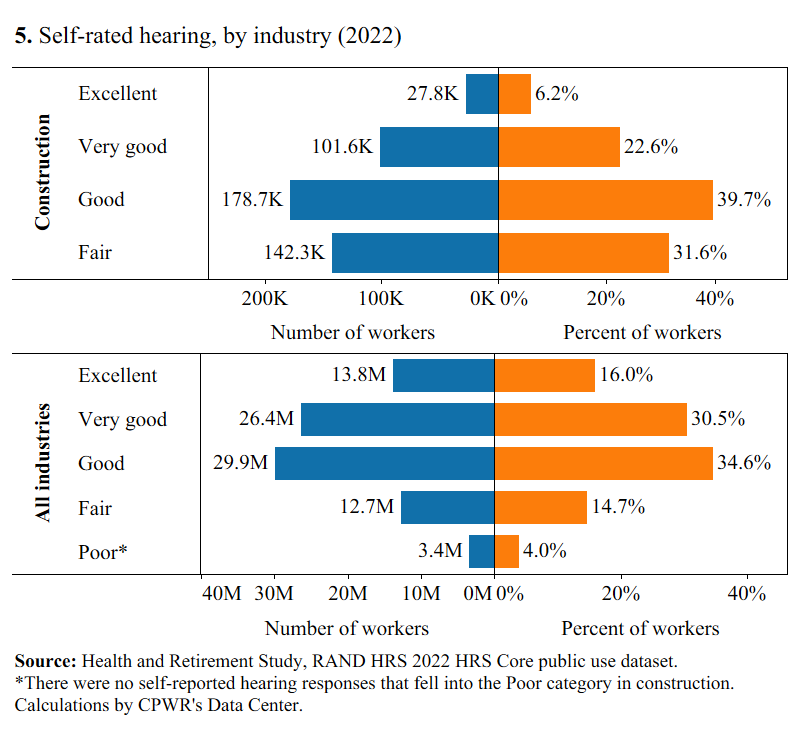 5. Self-rated hearing, by industry (2022)
Construction
Excellent 27.8K 6.2%
Very good 101.6K 22.6%
Good 178.7K 39.7%
Fair 142.3K 31.6%
200K 100K 0K 0% 20% 40%
Number of workers Percent of workers
All industries
Excellent 13.8M 16.0%
Very good 26.4M 30.5%
Good 29.9M 34.6%
Fair 12.7M 14.7%
Poor* 3.4M 4.0%
40M 30M 20M 10M 0M 0% 20% 40%
Number of workers Percent of workers
Source: Health and Retirement Study, RAND HRS 2022 HRS Core public use dataset.
*There were no self-reported hearing responses that fell into the Poor category in construction.
Calculations by CPWR's Data Center.